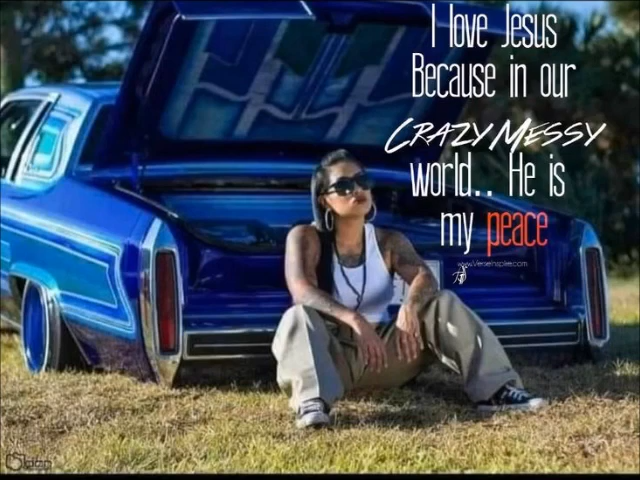 I love Jesus
Because in our
CRAZY MESSY
world.. He is
my peace